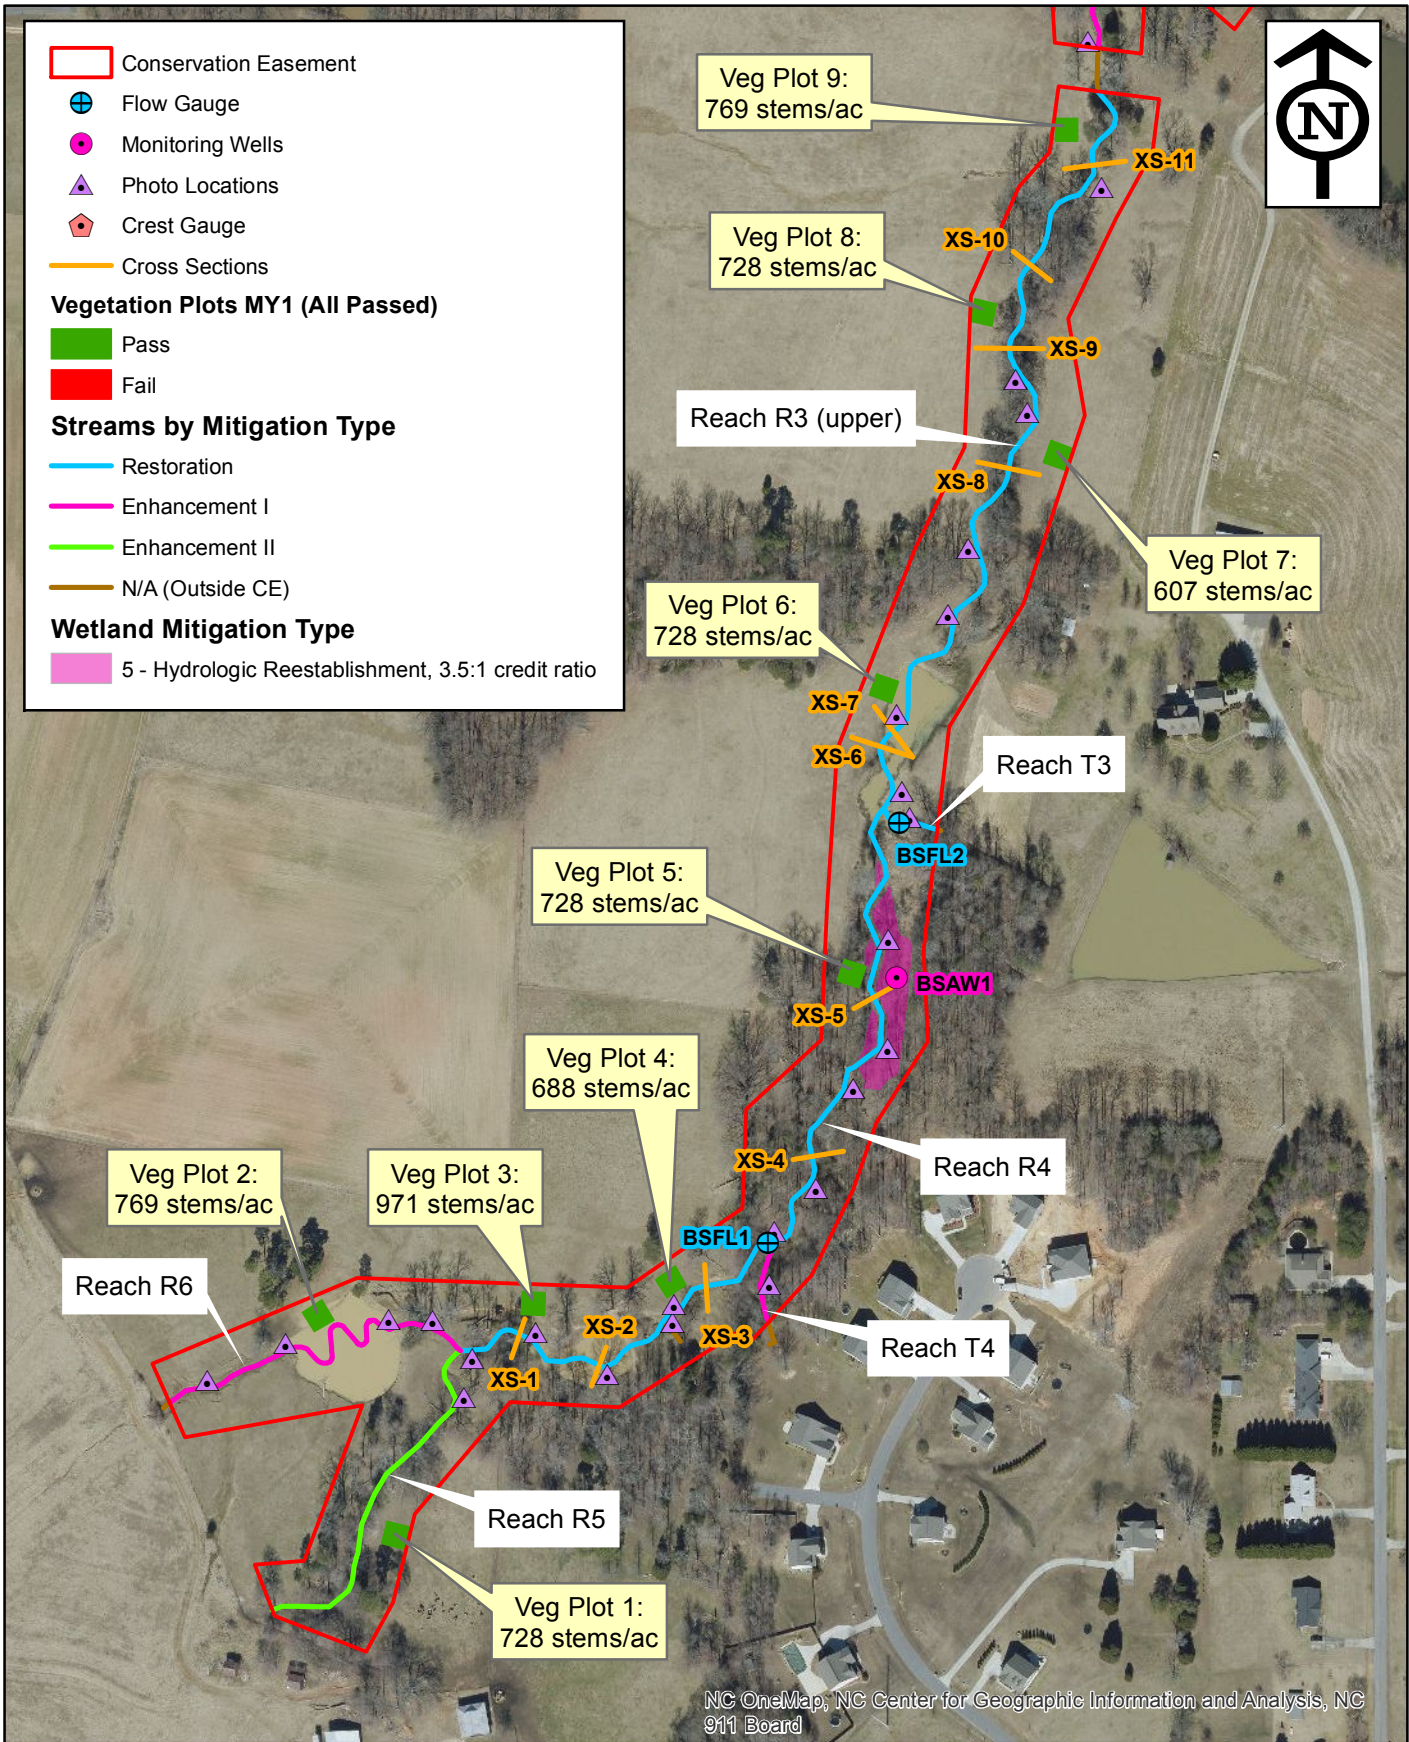 Conservation Easement
Flow Gauge
Monitoring Wells
Photo Locations
Crest Gauge
Cross Sections
Vegetation Plots MY1 (All Passed)
Pass
Fail
Streams by Mitigation Type
Restoration
Enhancement I
Enhancement II
N/A (Outside CE)
Wetland Mitigation Type
5 - Hydrologic Reestablishment, 3.5:1 credit ratio
N
Veg Plot 9:
769 stems/ac
XS-11
Veg Plot 8:
728 stems/ac
XS-10
XS-9
Reach R3 (upper)
XS-8
Veg Plot 7:
607 stems/ac
Veg Plot 6:
728 stems/ac
XS-7
XS-6
Reach T3
BSFL2
Veg Plot 5:
728 stems/ac
BSAW1
XS-5
Veg Plot 4:
688 stems/ac
XS-4
Reach R4
Veg Plot 2:
769 stems/ac
Veg Plot 3:
971 stems/ac
BSFL1
Reach R6
XS-2
XS-3
Reach T4
XS-1
Reach R5
Veg Plot 1:
728 stems/ac
NC OneMap, NC Center for Geographic Information and Analysis, NC
911 Board